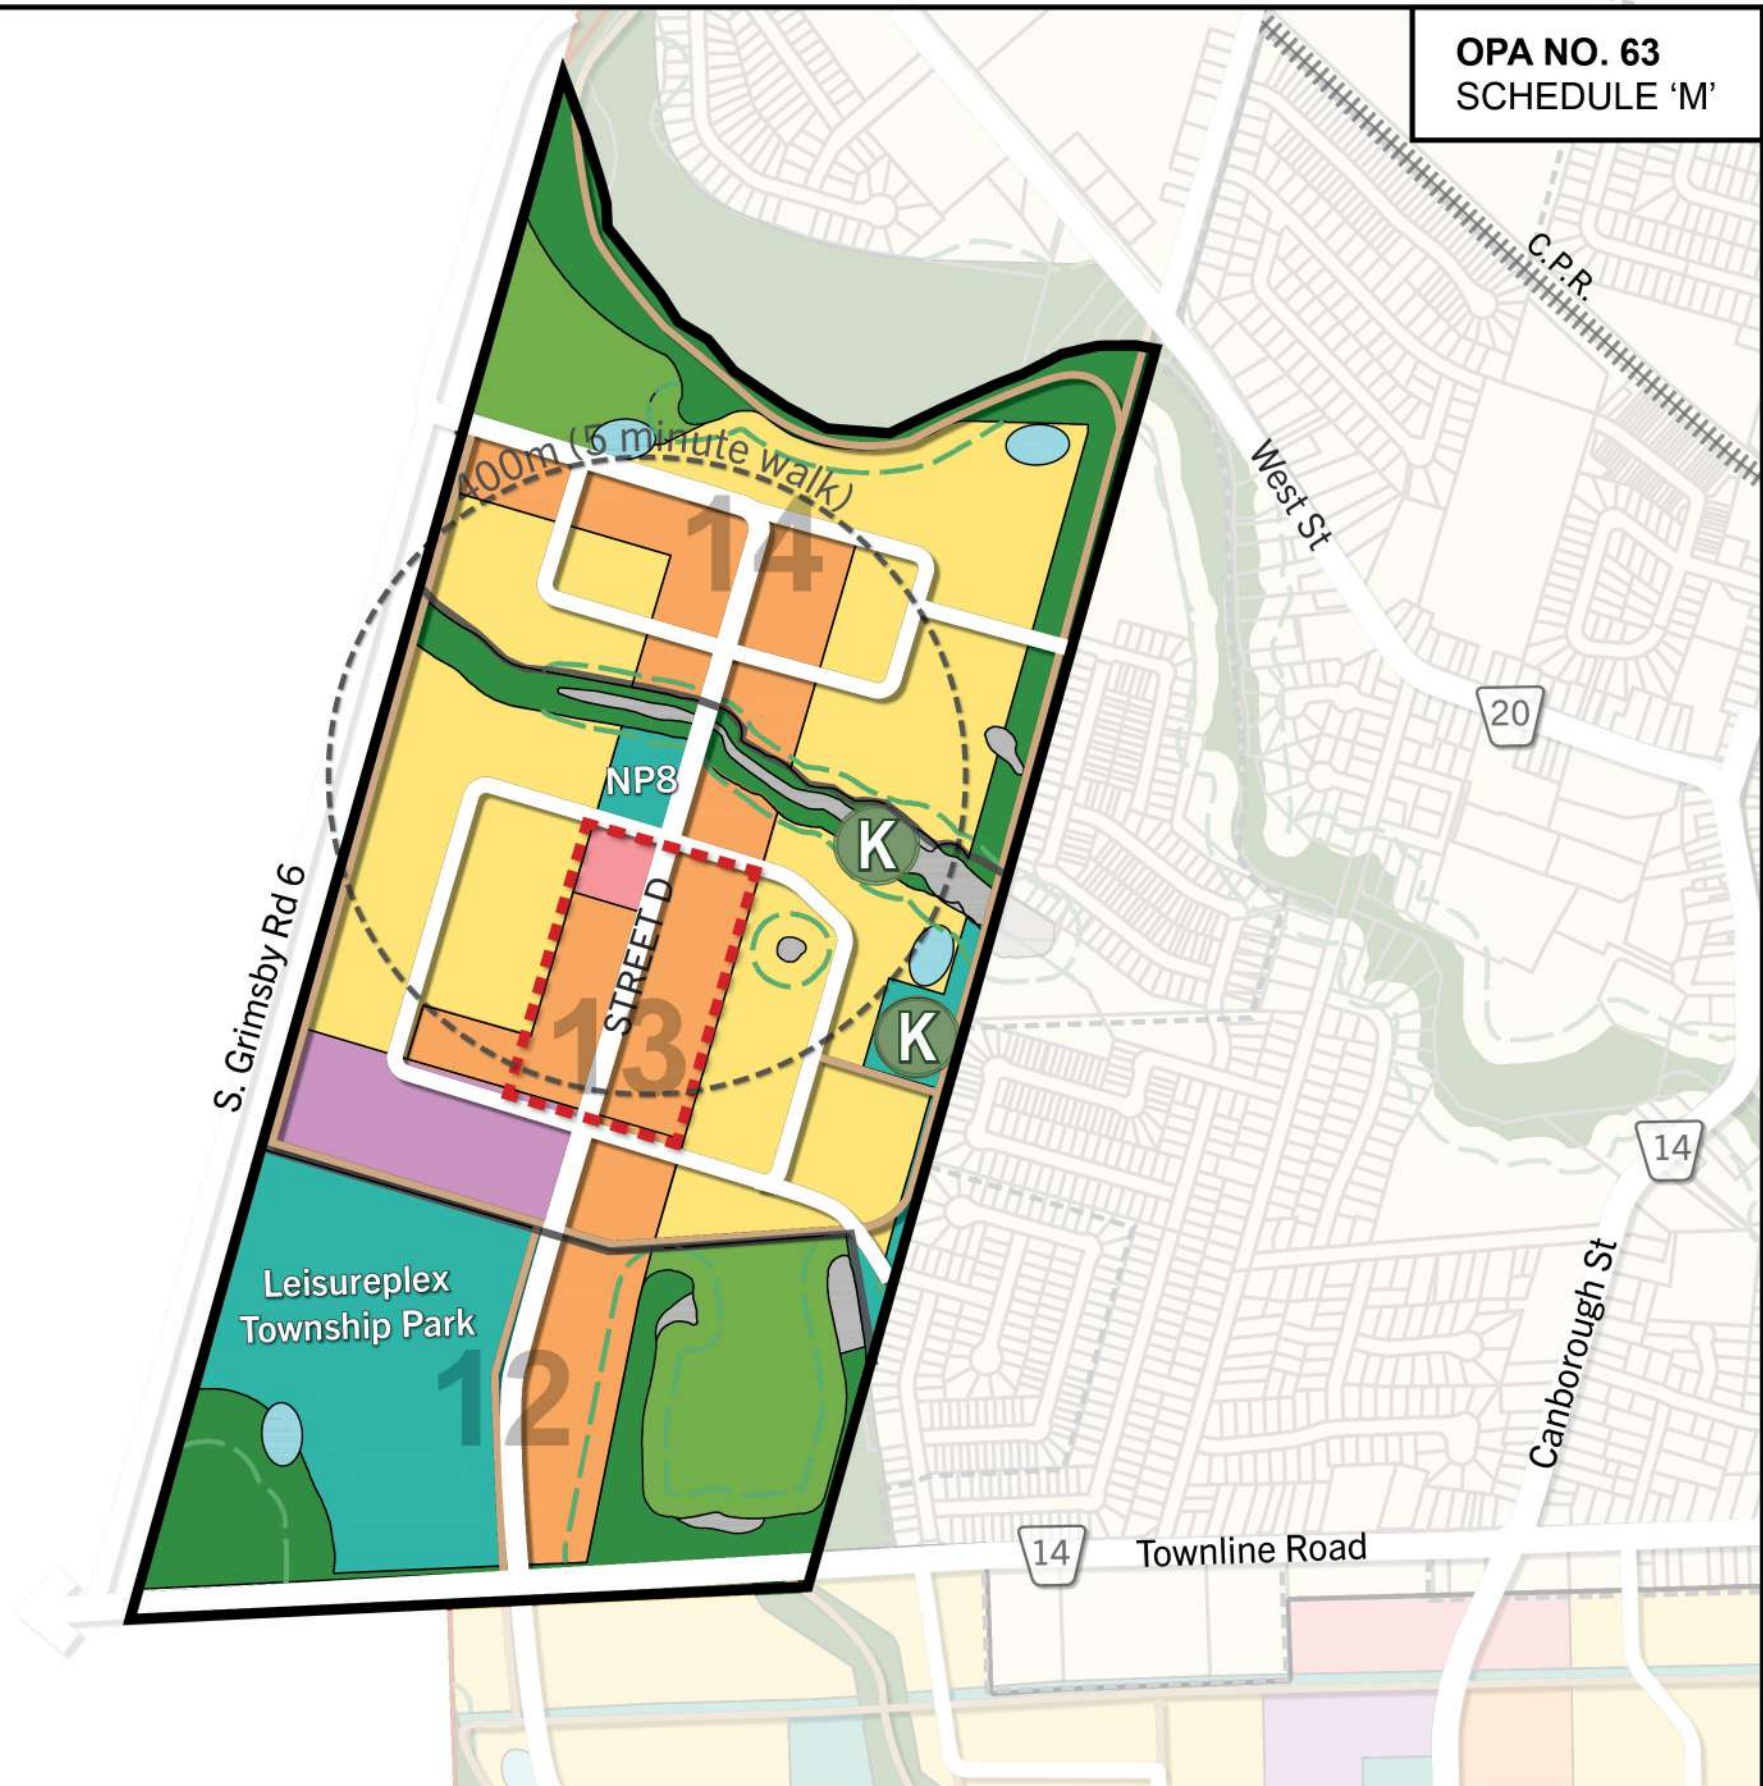 OPA NO. 63
SCHEDULE ‘M’
C.P.R.
400m (5 minute walk)
14
West St
20
NP8
K
S. Grimsby Rd 6
STREET D
13
K
14
Leisureplex
Township Park
12
Canborough St
14
Townline Road